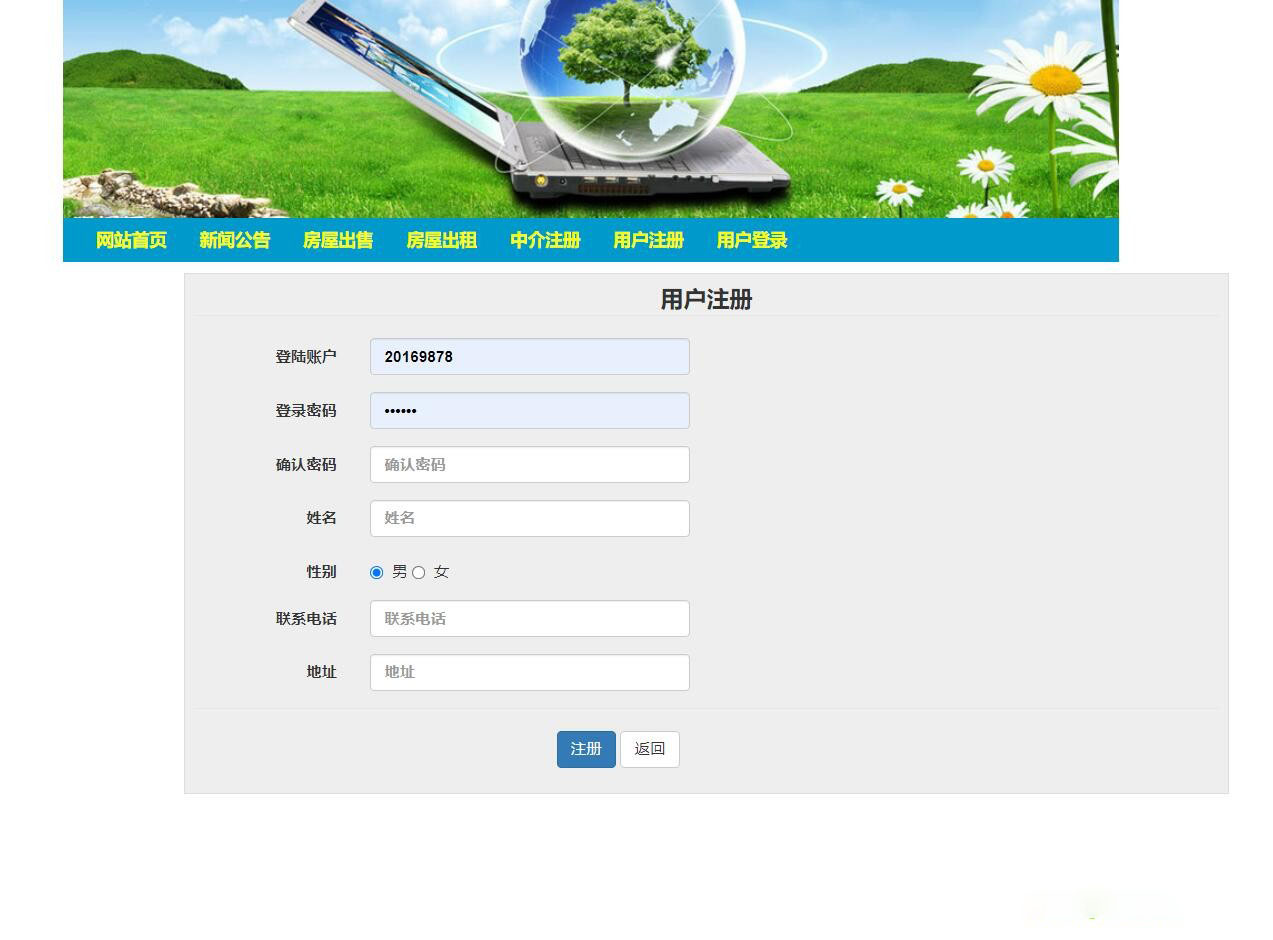 网站首页 新闻公告 房屋出售 房屋出租 中介注册 用户注册 用户登录
用户注册
登陆账户 20169878
登录密码 ••••••
确认密码 确认密码
姓名 姓名
性别 男 女
联系电话 联系电话
地址 地址
注册 返回